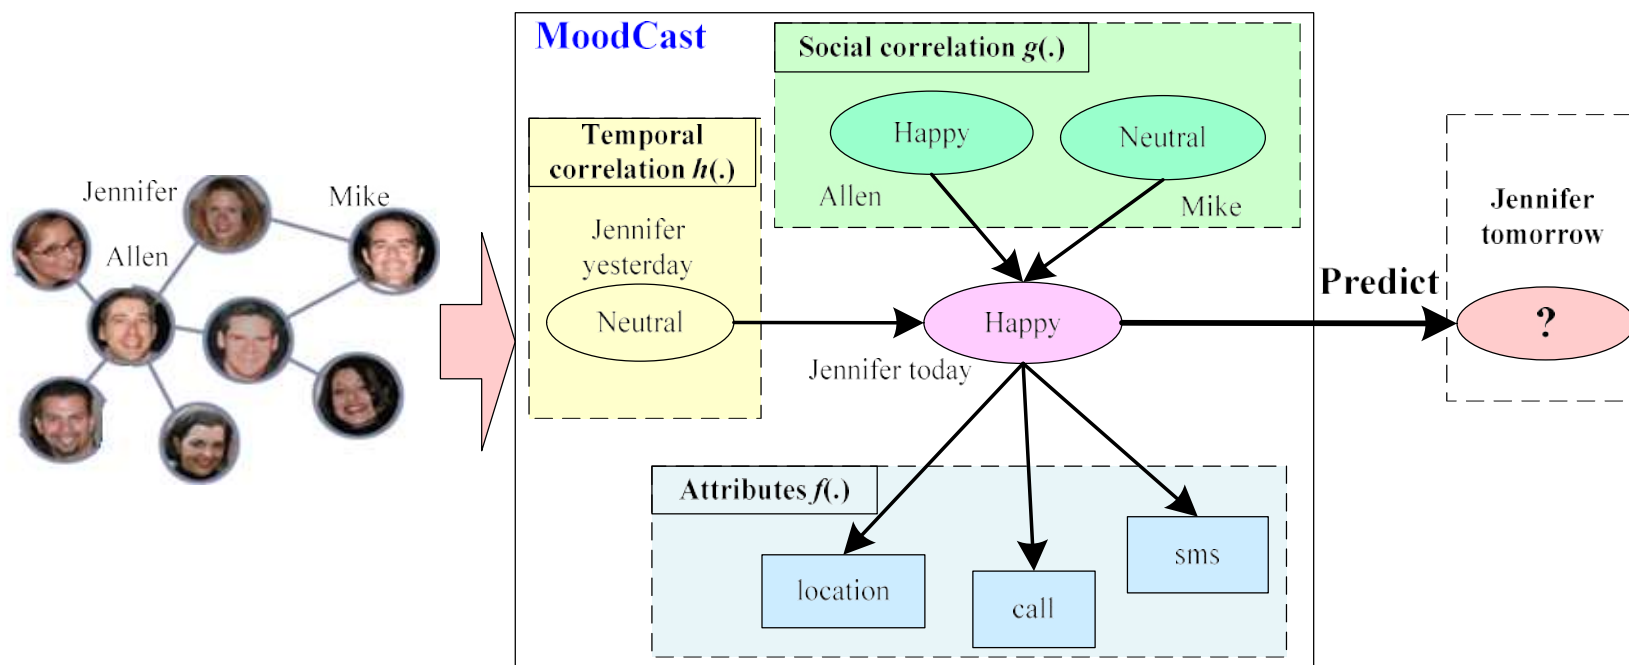 MoodCast
Social correlation g(.)
Happy
Neutral
Allen
Mike
Temporal
correlation h(.)
Jennifer
yesterday
Neutral
Jennifer
Mike
Allen
Happy
Jennifer today
Predict
Jennifer
tomorrow
?
Attributes f(.)
location
call
sms